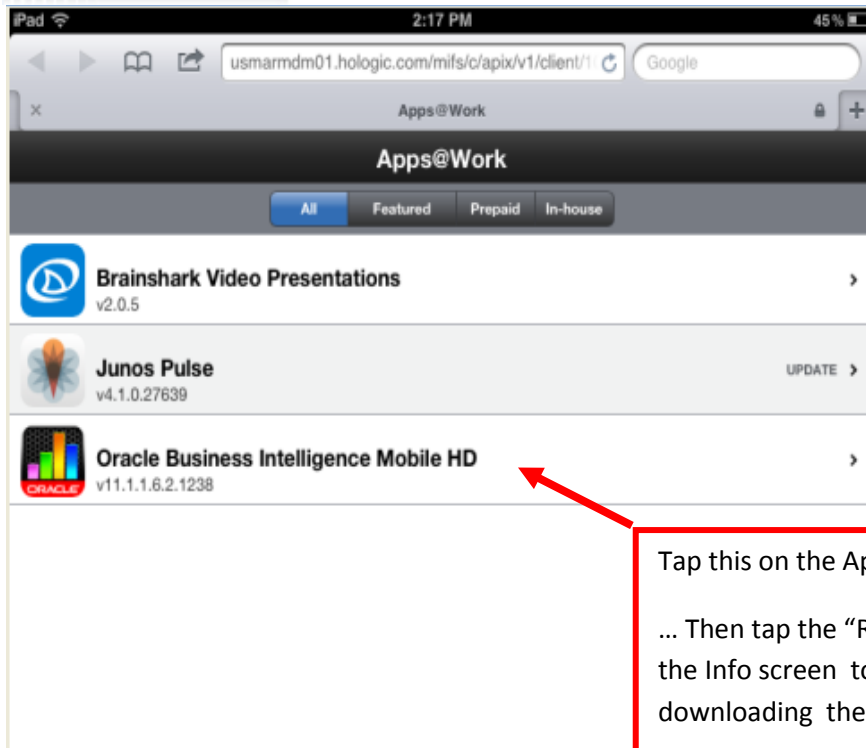 iPad 2:17 PM 45%
usmarmdm01.hologic.com/mifs/c/apix/v1/client/1 Google
Apps@Work
Apps@Work
All Featured Prepaid In-house
Brainshark Video Presentations
v2.0.5
Junos Pulse
v4.1.0.27639
UPDATE
Oracle Business Intelligence Mobile HD
v11.1.1.6.2.1238
ORACLE
Tap this on the Ap
... Then tap the “R
the Info screen to
downloading the